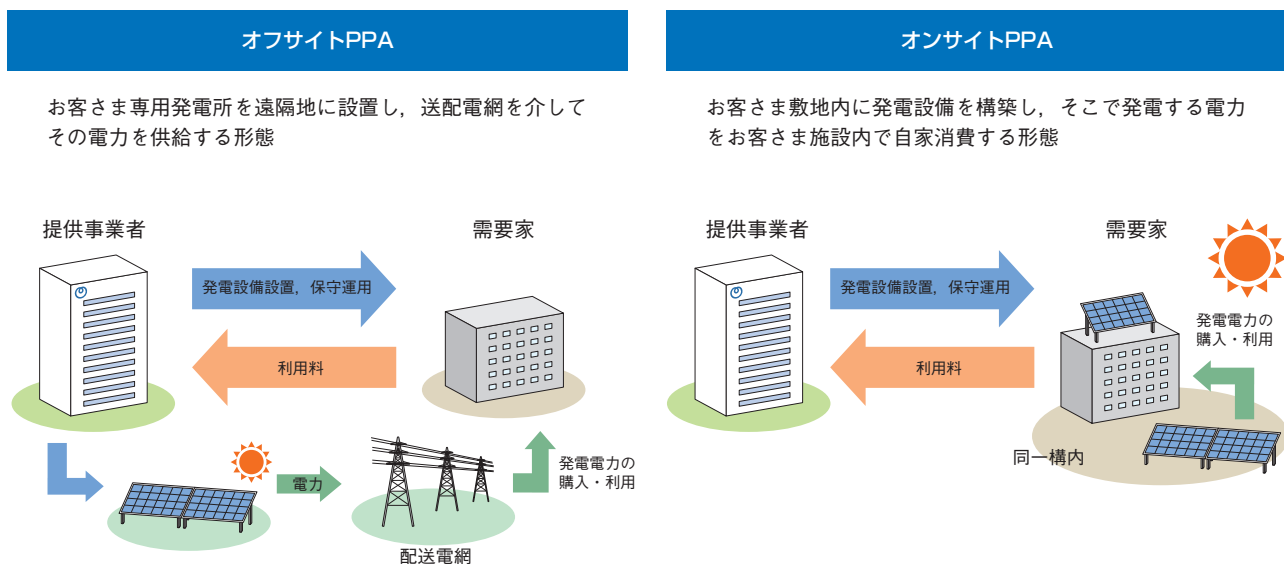 オフサイトPPA
お客さま専用発電所を遠隔地に設置し，送配電網を介して
その電力を供給する形態
提供事業者
需要家
発電設備設置，保守運用
利用料
電力
発電電力の
購入・利用
配送電網
オンサイトPPA
お客さま敷地内に発電設備を構築し，そこで発電する電力
をお客さま施設内で自家消費する形態
提供事業者
需要家
発電設備設置，保守運用
利用料
発電電力の
購入・利用
同一構内